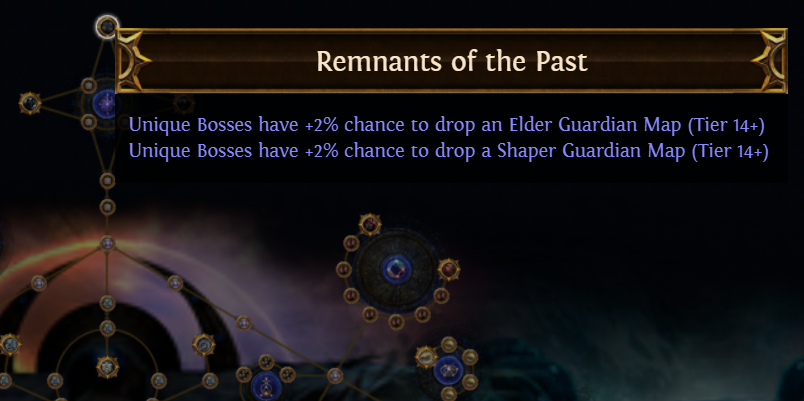 Remnants of the Past
Unique Bosses have +2% chance to drop an Elder Guardian Map (Tier 14+)
Unique Bosses have +2% chance to drop a Shaper Guardian Map (Tier 14+)